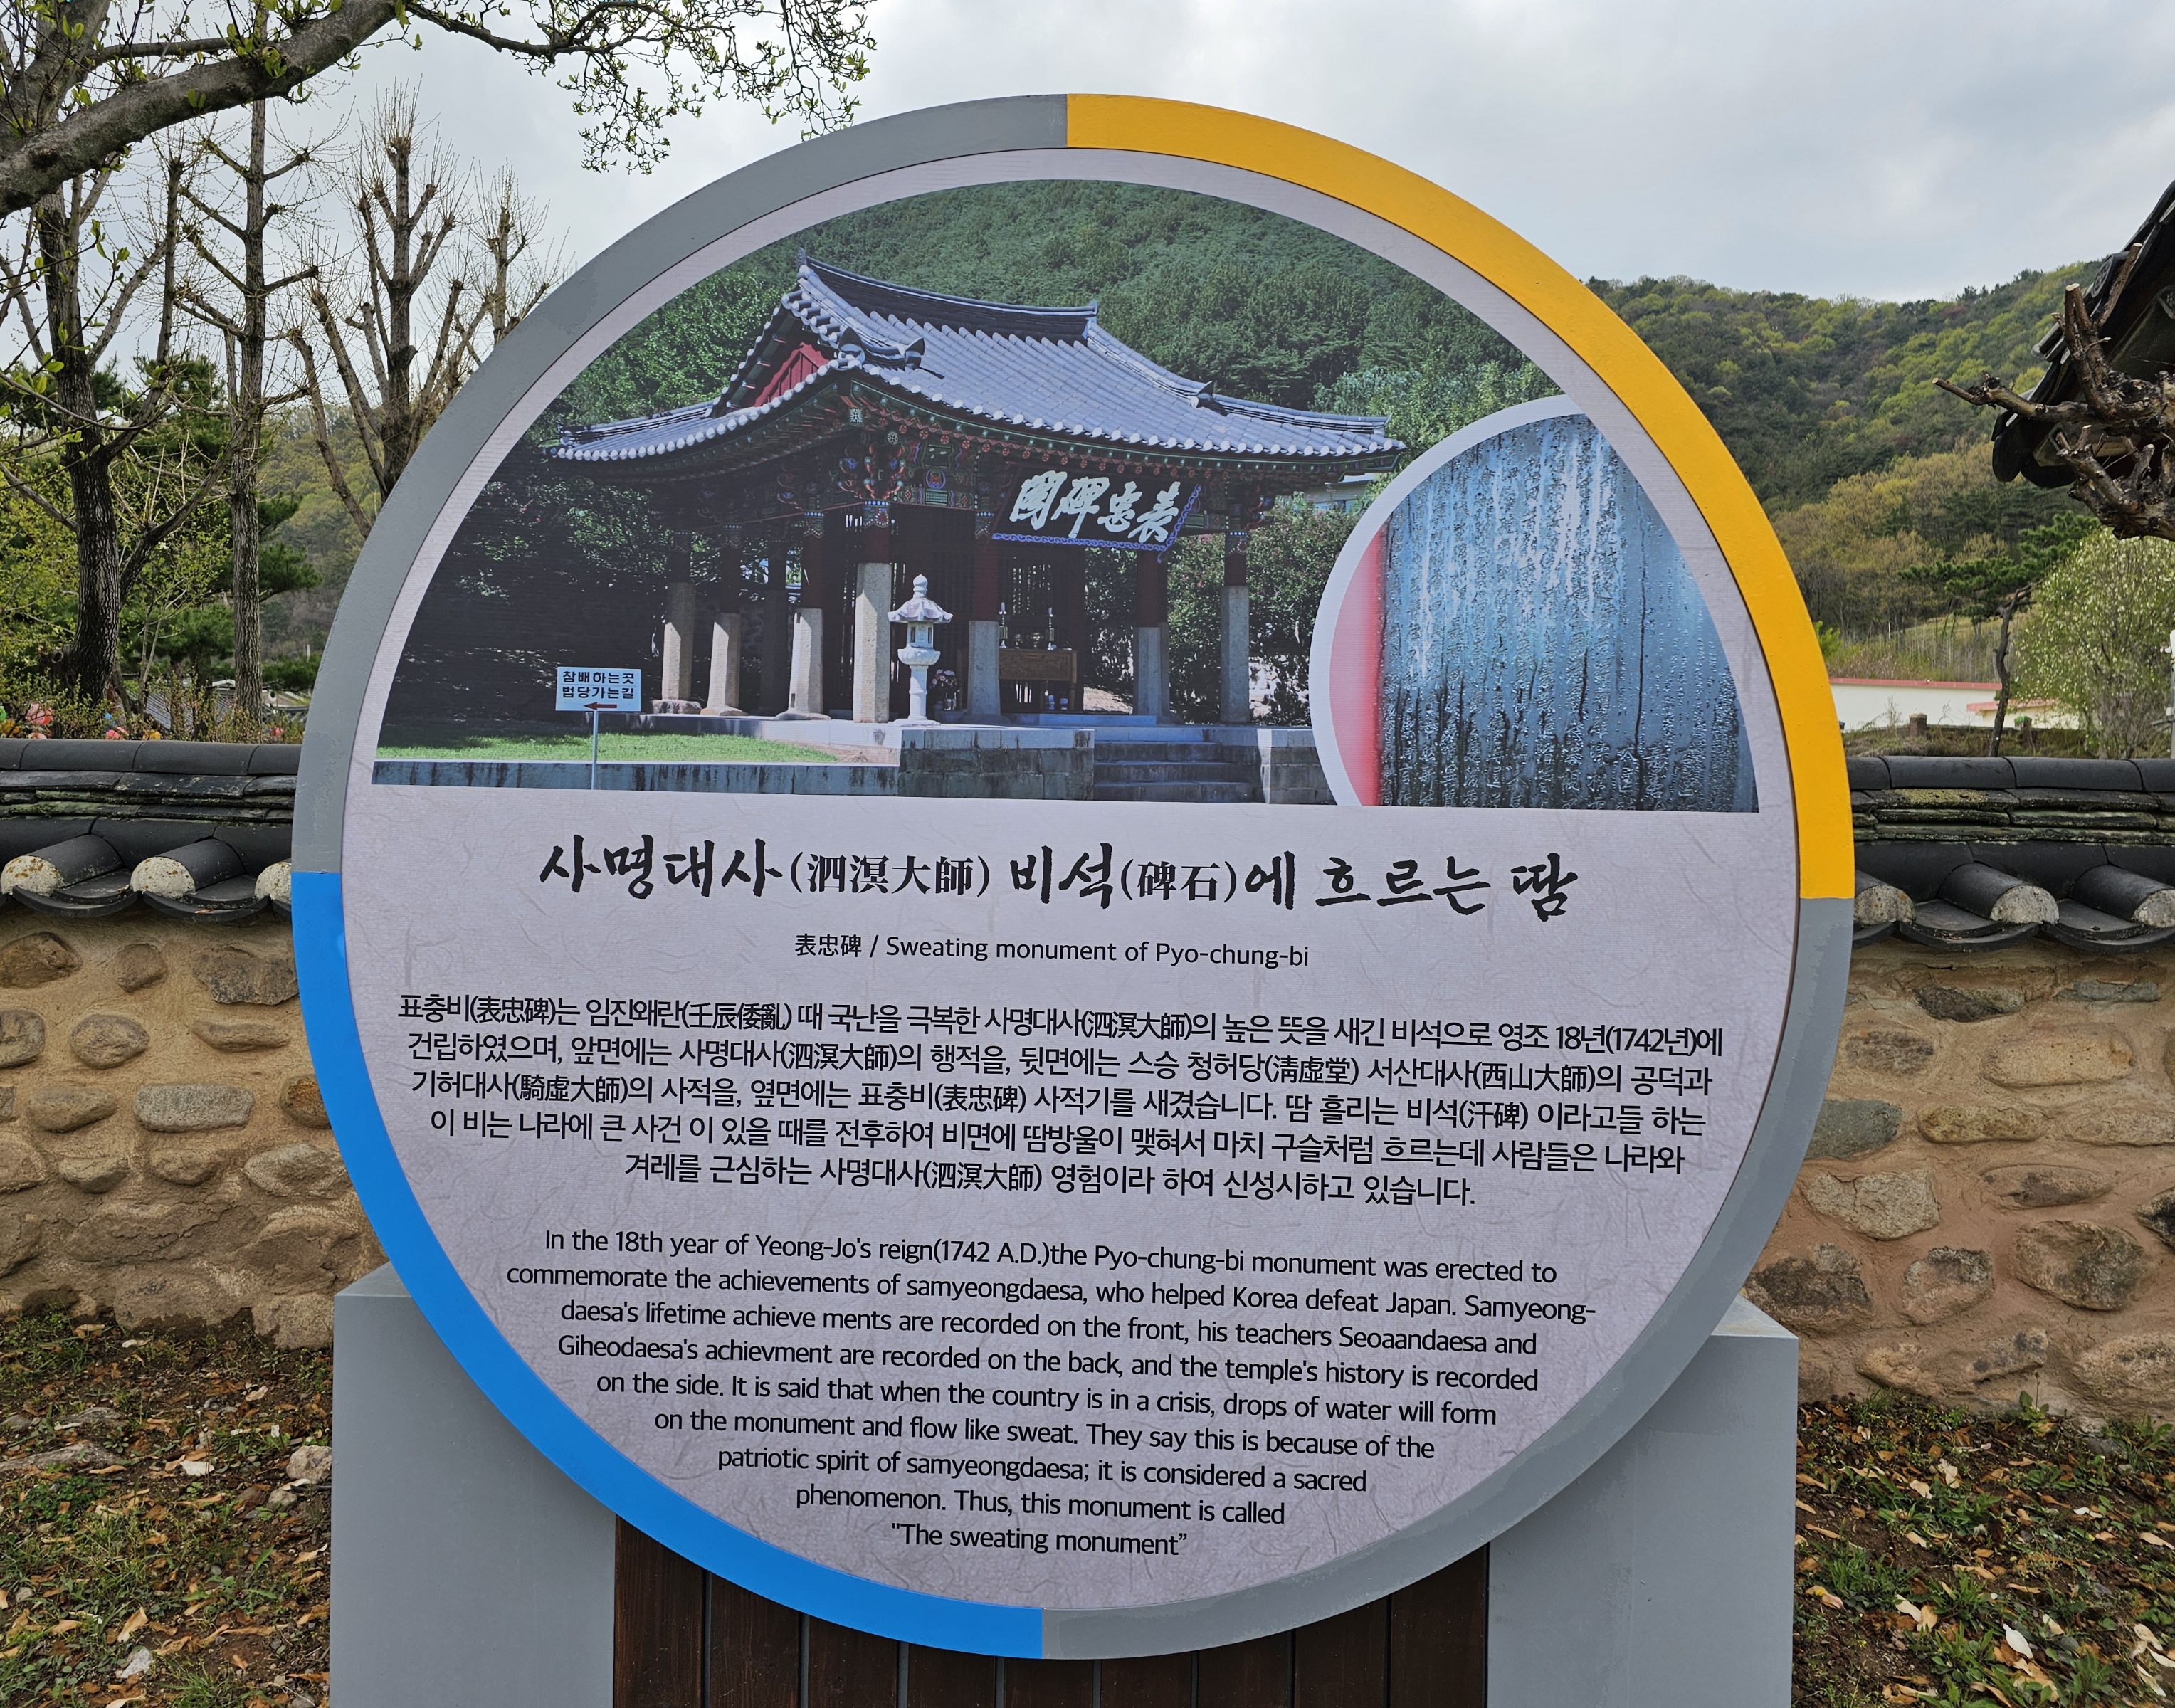 表忠碑閣
참배하는곳
법당가는길
사명대사(泗溟大師) 비석(碑石)에 흐르는 땀
表忠碑 / Sweating monument of Pyo-chung-bi
표충비(表忠碑)는 임진왜란(壬辰倭亂) 때 국난을 극복한 사명대사(泗溟大師)의 높은 뜻을 새긴 비석으로 영조 18년(1742년)에
건립하였으며, 앞면에는 사명대사(泗溟大師)의 행적을, 뒷면에는 스승 청허당(淸虛堂) 서산대사(西山大師)의 공덕과
기허대사(騎虛大師)의 사적을, 옆면에는 표충비(表忠碑) 사적기를 새겼습니다. 땀 흘리는 비석(汗碑) 이라고들 하는
이 비는 나라에 큰 사건 이 있을 때를 전후하여 비면에 땀방울이 맺혀서 마치 구슬처럼 흐르는데 사람들은 나라와
겨레를 근심하는 사명대사(泗溟大師) 영험이라 하여 신성시하고 있습니다.
In the 18th year of Yeong-Jo's reign(1742 A.D.)the Pyo-chung-bi monument was erected to
commemorate the achievements of samyeongdaesa, who helped Korea defeat Japan. Samyeong-
daesa's lifetime achieve ments are recorded on the front, his teachers Seoaandaesa and
Giheodaesa's achievment are recorded on the back, and the temple's history is recorded
on the side. It is said that when the country is in a crisis, drops of water will form
on the monument and flow like sweat. They say this is because of the
patriotic spirit of samyeongdaesa; it is considered a sacred
phenomenon. Thus, this monument is called
"The sweating monument”